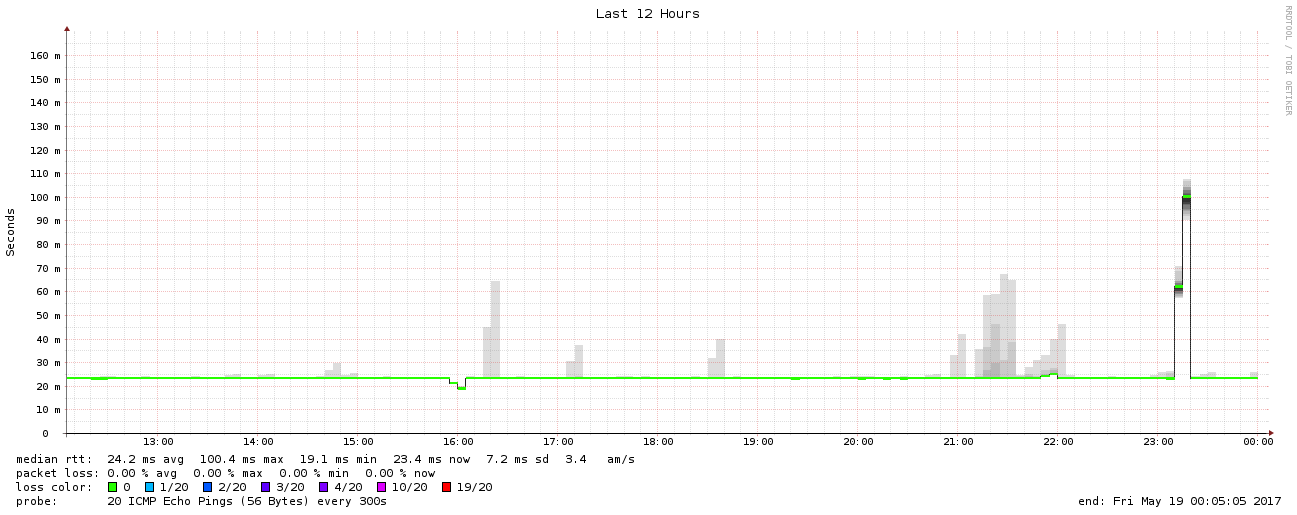 Last 12 Hours
RRDTOOL / TOBI OETIKER
Seconds
160 m
150 m
140 m
130 m
120 m
110 m
100 m
90 m
80 m
70 m
60 m
50 m
40 m
30 m
20 m
10 m
0
13:00 14:00 15:00 16:00 17:00 18:00 19:00 20:00 21:00 22:00 23:00 00:00
median rtt: 24.2 ms avg 100.4 ms max 19.1 ms min 23.4 ms now 7.2 ms sd 3.4 am/s
packet loss: 0.00 % avg 0.00 % max 0.00 % min 0.00 % now
loss color: 0 1/20 2/20 3/20 4/20 10/20 19/20
probe: 20 ICMP Echo Pings (56 Bytes) every 300s end: Fri May 19 00:05:05 2017